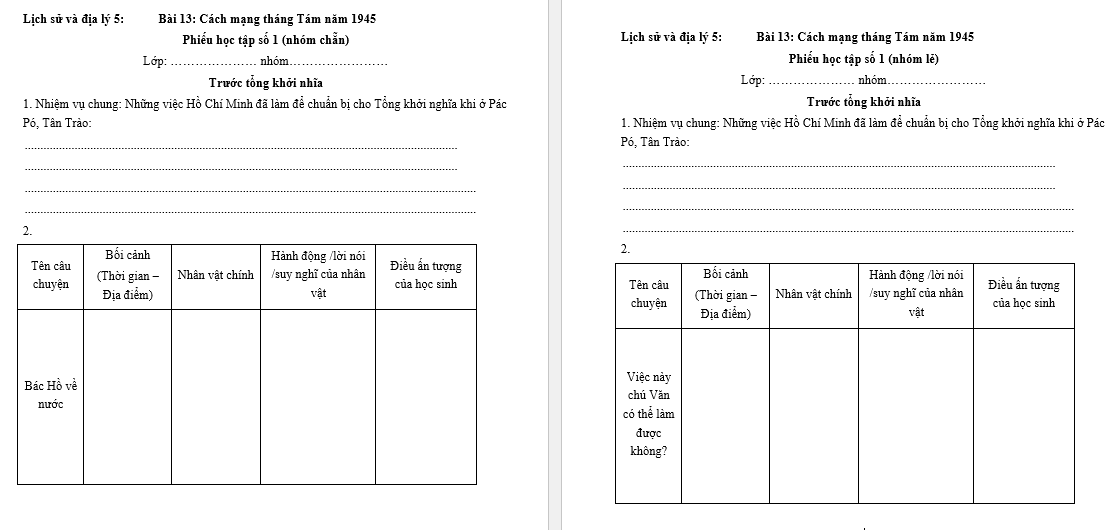 Lịch sử và địa lý 5: Bài 13: Cách mạng tháng Tám năm 1945
Phiếu học tập số 1 (nhóm chẵn)
Lớp: ………………… nhóm……………………
Trước tổng khởi nhĩa
1. Nhiệm vụ chung: Những việc Hồ Chí Minh đã làm để chuẩn bị cho Tổng khởi nghĩa khi ở Pác
Pó, Tân Trào:
2.
Tên câu
chuyện
Bối cảnh
(Thời gian –
Địa điểm)
Nhân vật chính
Hành động /lời nói
/suy nghĩ của nhân
vật
Điều ấn tượng
của học sinh
Bác Hồ về
nước
Lịch sử và địa lý 5: Bài 13: Cách mạng tháng Tám năm 1945
Phiếu học tập số 1 (nhóm lẻ)
Lớp: ………………… nhóm……………………
Trước tổng khởi nhĩa
1. Nhiệm vụ chung: Những việc Hồ Chí Minh đã làm để chuẩn bị cho Tổng khởi nghĩa khi ở Pác
Pó, Tân Trào:
2.
Tên câu
chuyện
Bối cảnh
(Thời gian –
Địa điểm)
Nhân vật chính
Hành động /lời nói
/suy nghĩ của nhân
vật
Điều ấn tượng
của học sinh
Việc này
chú Văn
có thể làm
được
không?